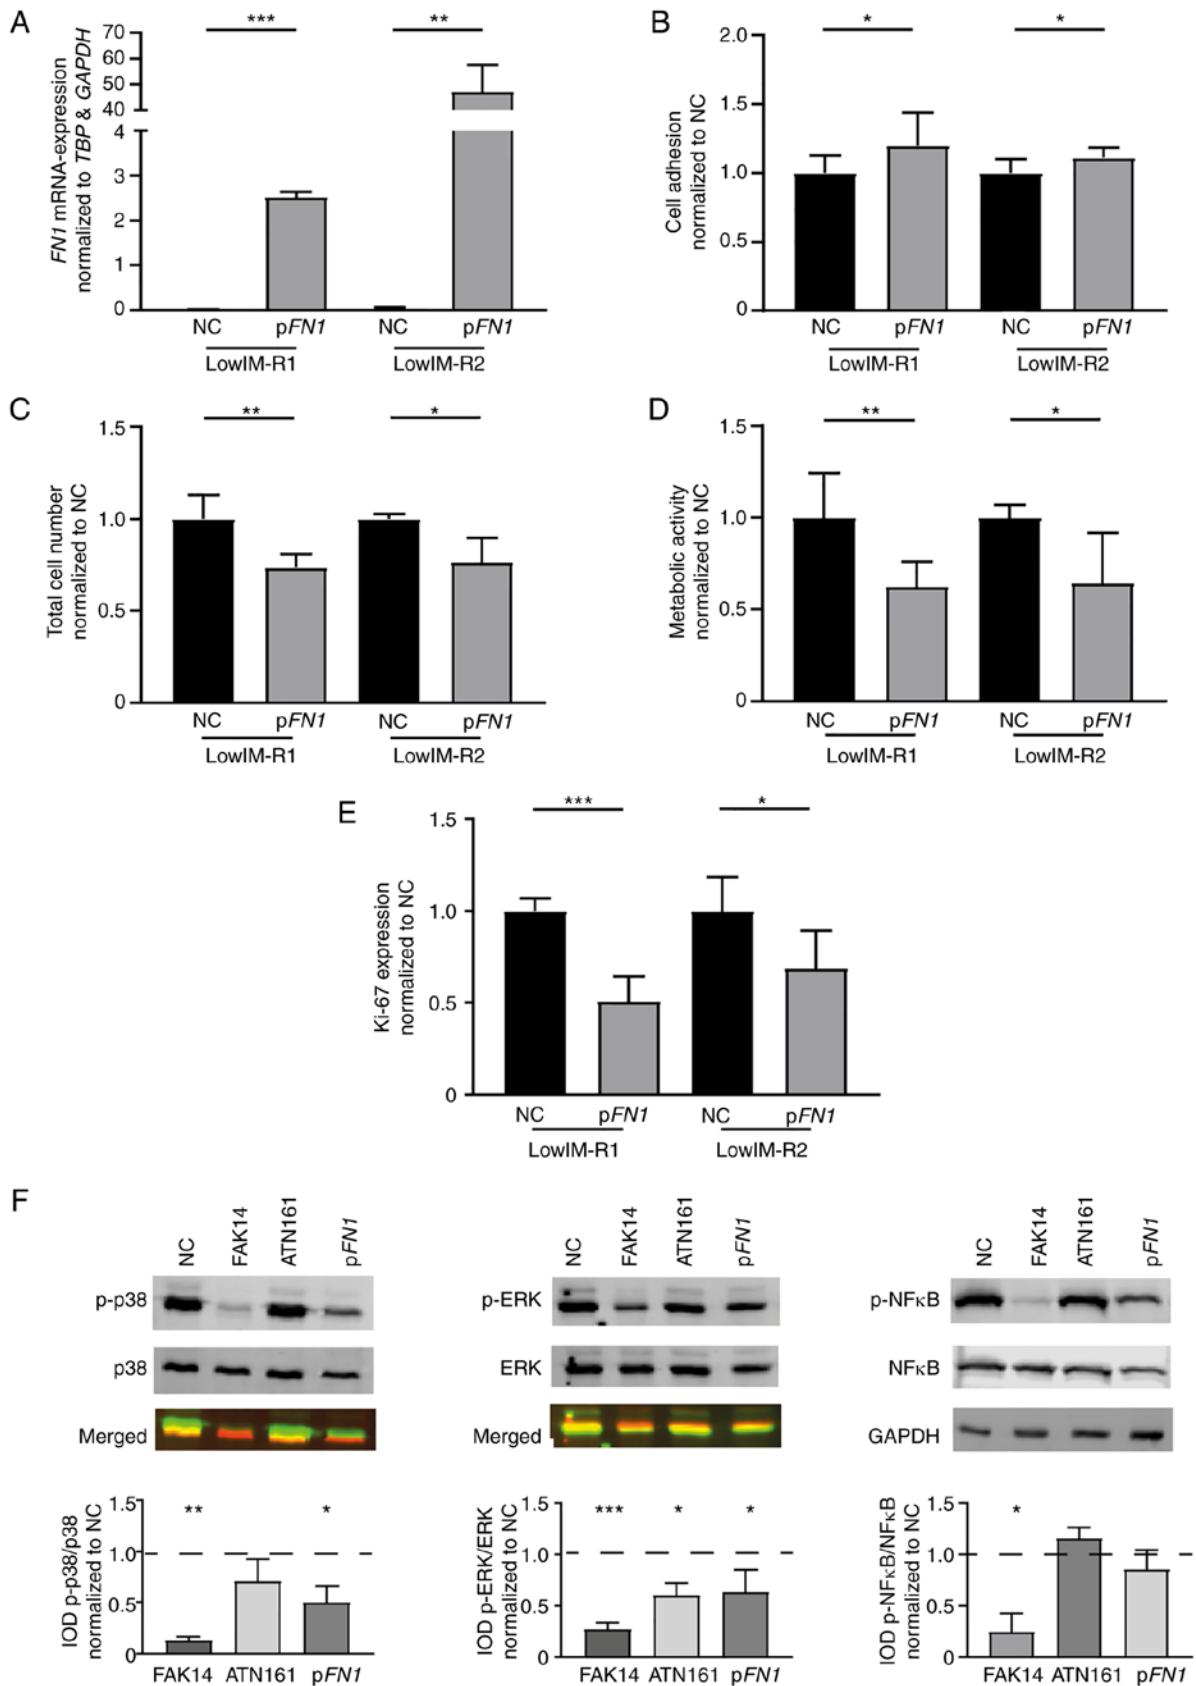 A
FN1 mRNA-expression
normalized to TBP & GAPDH
70
60
50
40
4
3
2
1
0
***
**
NC
pFN1
NC
pFN1
LowIM-R1
LowIM-R2
B
Cell adhesion
normalized to NC
2.0
1.5
1.0
0.5
0
*
*
NC
pFN1
NC
pFN1
LowIM-R1
LowIM-R2
C
Total cell number
normalized to NC
1.5
1.0
0.5
0
**
*
NC
pFN1
NC
pFN1
LowIM-R1
LowIM-R2
D
Metabolic activity
normalized to NC
1.5
1.0
0.5
0
**
*
NC
pFN1
NC
pFN1
LowIM-R1
LowIM-R2
E
Ki-67 expression
normalized to NC
1.5
1.0
0.5
0
***
*
NC
pFN1
NC
pFN1
LowIM-R1
LowIM-R2
F
NC
FAK14
ATN161
pFN1
p-p38
p38
Merged
IOD p-p38/p38
normalized to NC
1.5
1.0
0.5
0
**
*
FAK14
ATN161
pFN1
NC
FAK14
ATN161
pFN1
p-ERK
ERK
Merged
IOD p-ERK/ERK
normalized to NC
1.5
1.0
0.5
0
***
*
*
FAK14
ATN161
pFN1
NC
FAK14
ATN161
pFN1
p-NFκB
NFκB
GAPDH
IOD p-NFκB/NFκB
normalized to NC
1.5
1.0
0.5
0
*
FAK14
ATN161
pFN1